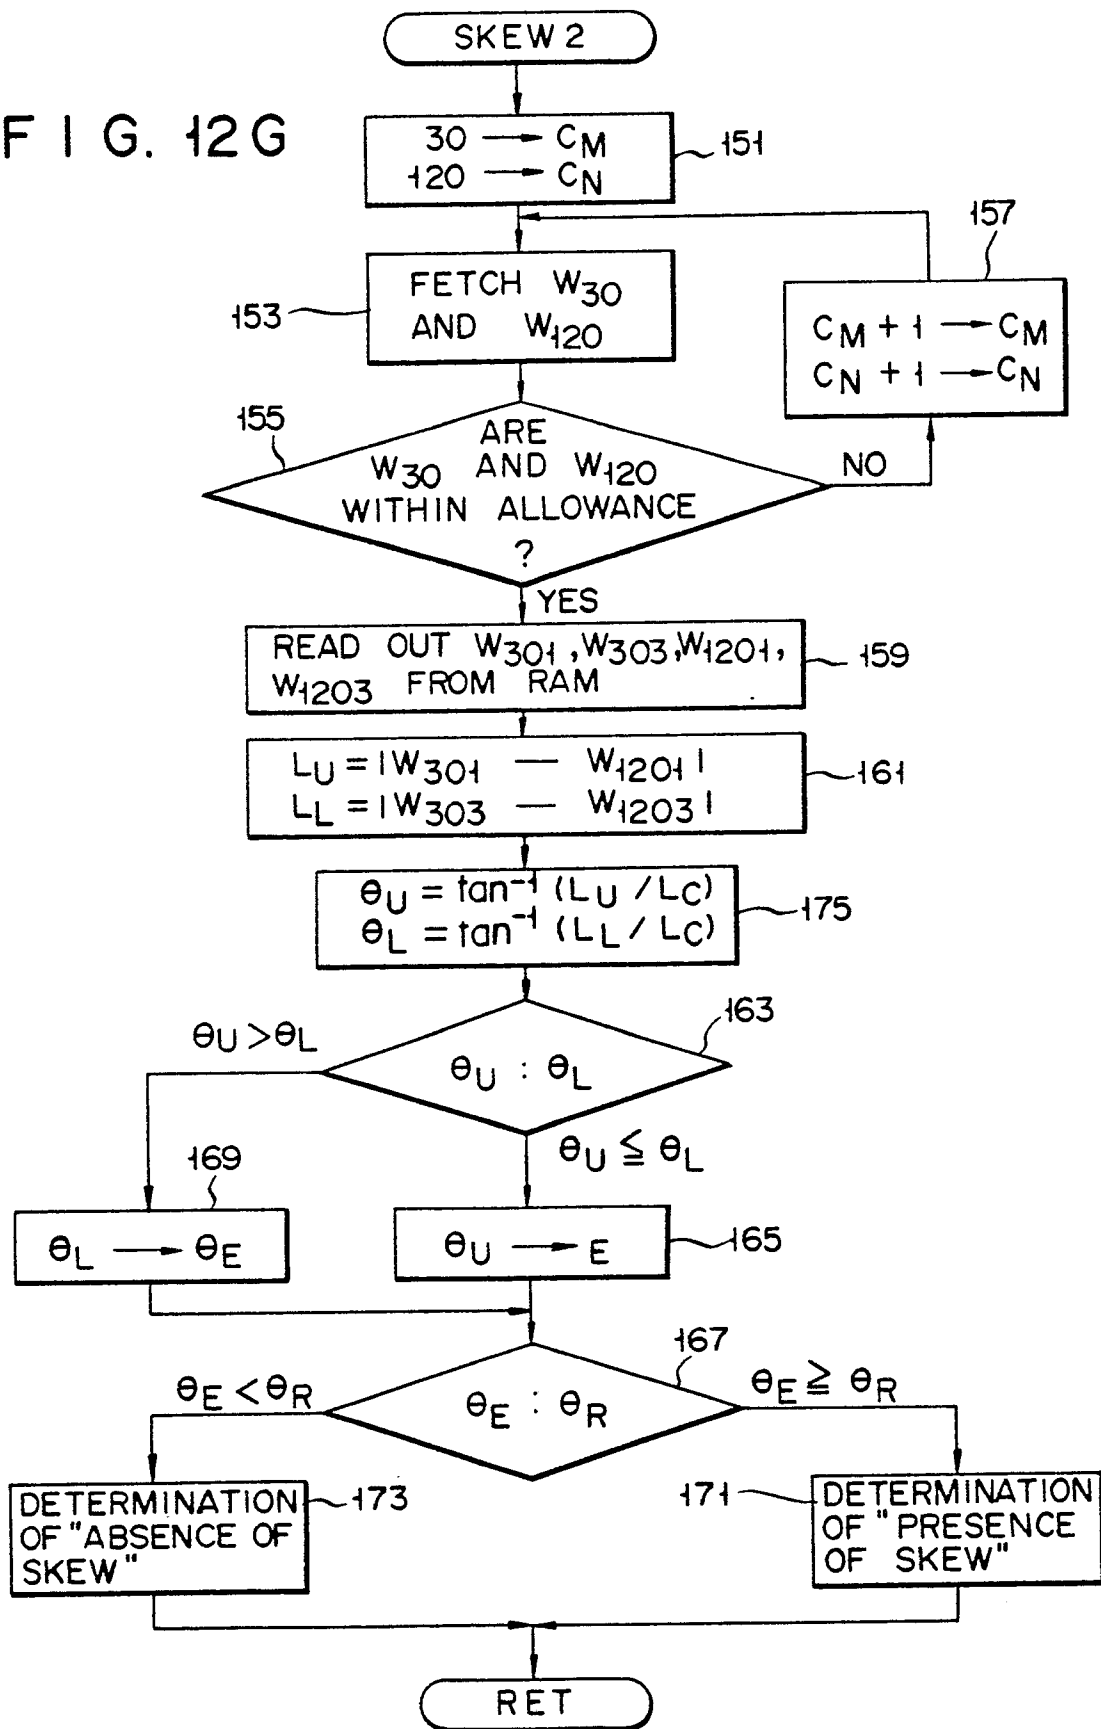 SKEW 2
FIG. 12G
30 → CM
120 → CN
151
157
FETCH W30
AND W120
153
CM + 1 → CM
CN + 1 → CN
155
ARE
W30 AND W120
WITHIN ALLOWANCE
?
NO
YES
READ OUT W301, W303, W1201,
W1203 FROM RAM
159
LU = |W301 — W1201|
LL = |W303 — W1203|
161
θU = tan⁻¹ (LU / LC)
θL = tan⁻¹ (LL / LC)
175
163
θU > θL
θU : θL
θU ≦ θL
169
θL → θE
θU → E
165
167
θE < θR
θE : θR
θE ≧ θR
DETERMINATION
OF "ABSENCE OF
SKEW"
173
171
DETERMINATION
OF "PRESENCE
OF SKEW"
RET